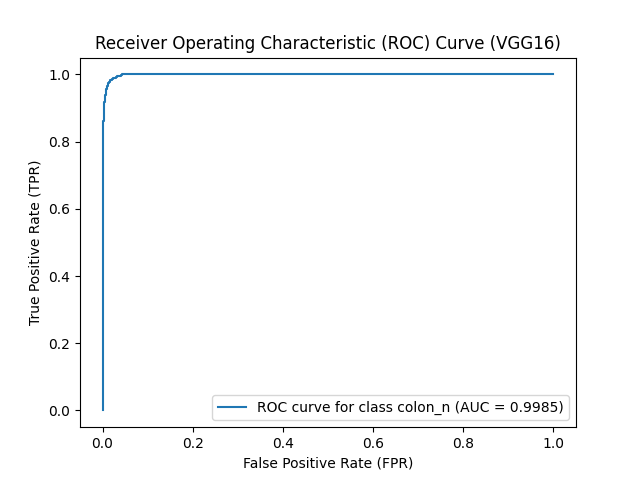 Receiver Operating Characteristic (ROC) Curve (VGG16)
1.0
0.8
0.6
0.4
0.2
0.0
True Positive Rate (TPR)
ROC curve for class colon_n (AUC = 0.9985)
0.0 0.2 0.4 0.6 0.8 1.0
False Positive Rate (FPR)